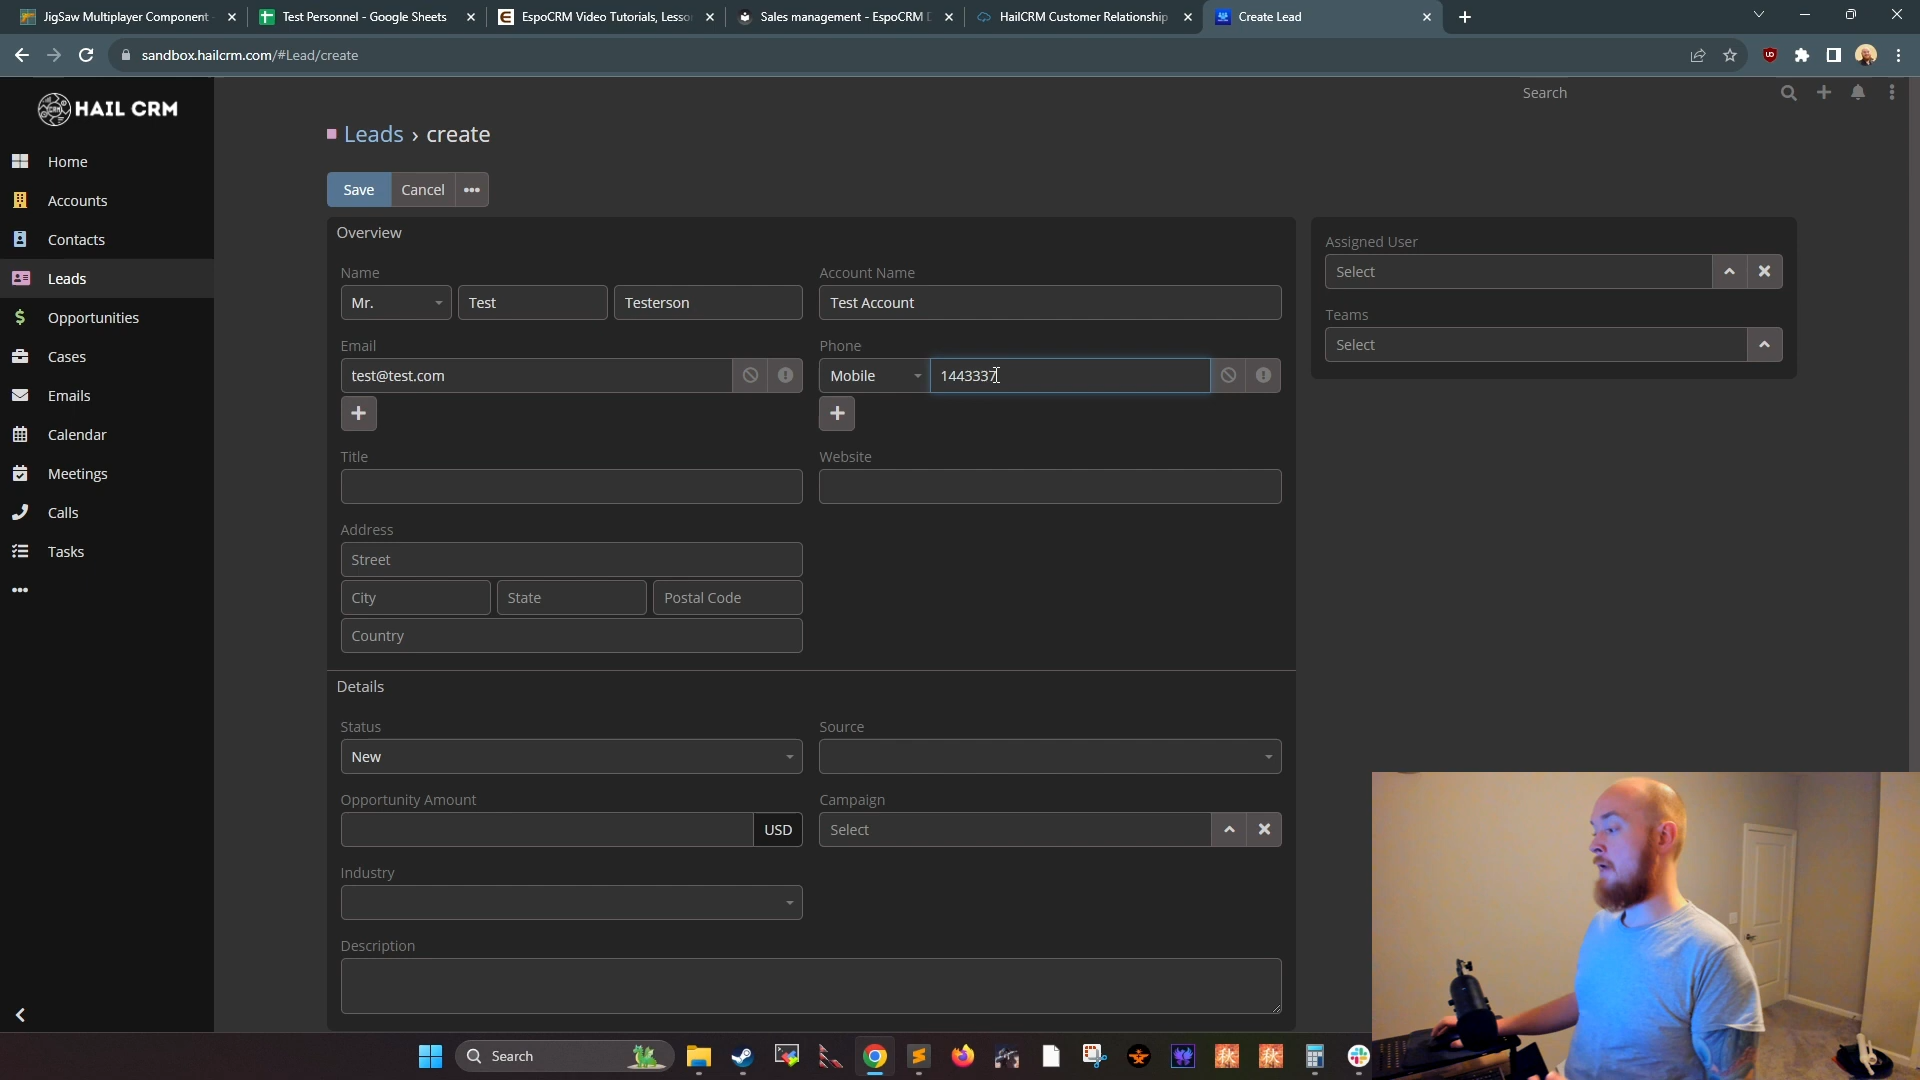 JigSaw Multiplayer Component
Test Personnel - Google Sheets
EspoCRM Video Tutorials, Lesso
Sales management - EspoCRM D
HailCRM Customer Relationship
Create Lead
sandbox.hailcrm.com/#Lead/create
HAIL CRM
Search
Home
Accounts
Contacts
Leads
Opportunities
Cases
Emails
Calendar
Meetings
Calls
Tasks
Leads › create
Save
Cancel
Overview
Name
Account Name
Mr.
Test
Testerson
Test Account
Email
Phone
test@test.com
Mobile
1443337
Title
Website
Address
Street
City
State
Postal Code
Country
Details
Status
Source
New
Opportunity Amount
Campaign
USD
Select
Industry
Description
Assigned User
Select
Teams
Select
Search